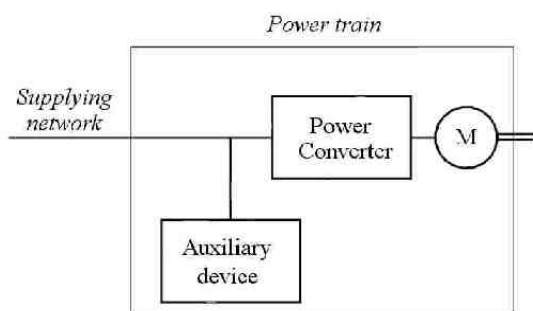 Power train
Supplying
network
Power
Converter
M
Auxiliary
device